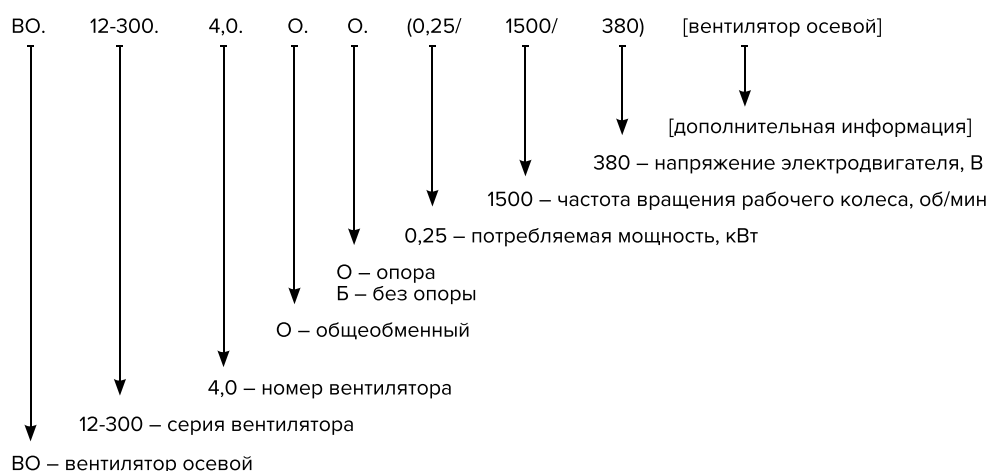 ВО. 12-300. 4,0. О. О. (0,25/ 1500/ 380) [вентилятор осевой]
[дополнительная информация]
380 – напряжение электродвигателя, В
1500 – частота вращения рабочего колеса, об/мин
0,25 – потребляемая мощность, кВт
О – опора
Б – без опоры
О – общеобменный
4,0 – номер вентилятора
12-300 – серия вентилятора
ВО – вентилятор осевой